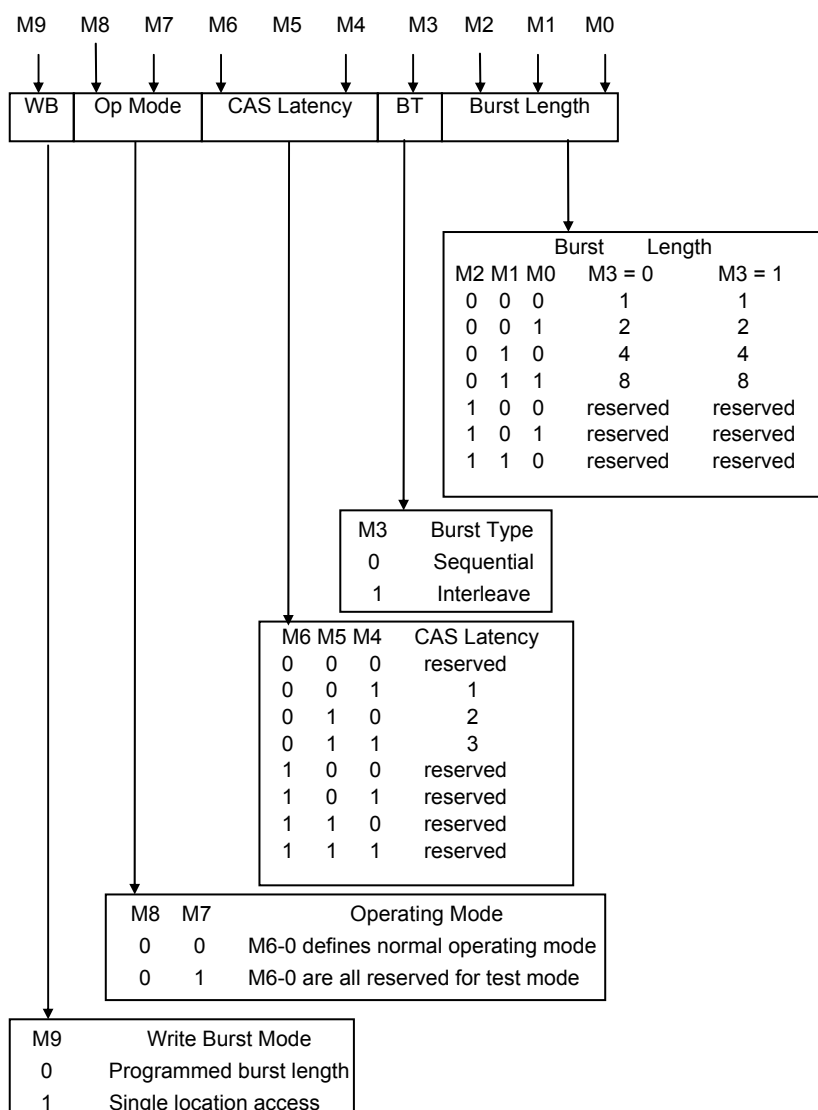 M9 M8 M7 M6 M5 M4 M3 M2 M1 M0
WB Op Mode CAS Latency BT Burst Length
Burst Length
M2 M1 M0 M3 = 0 M3 = 1
0 0 0 1 1
0 0 1 2 2
0 1 0 4 4
0 1 1 8 8
1 0 0 reserved reserved
1 0 1 reserved reserved
1 1 0 reserved reserved
M3 Burst Type
0 Sequential
1 Interleave
M6 M5 M4 CAS Latency
0 0 0 reserved
0 0 1 1
0 1 0 2
0 1 1 3
1 0 0 reserved
1 0 1 reserved
1 1 0 reserved
1 1 1 reserved
M8 M7 Operating Mode
0 0 M6-0 defines normal operating mode
0 1 M6-0 are all reserved for test mode
M9 Write Burst Mode
0 Programmed burst length
1 Single location access